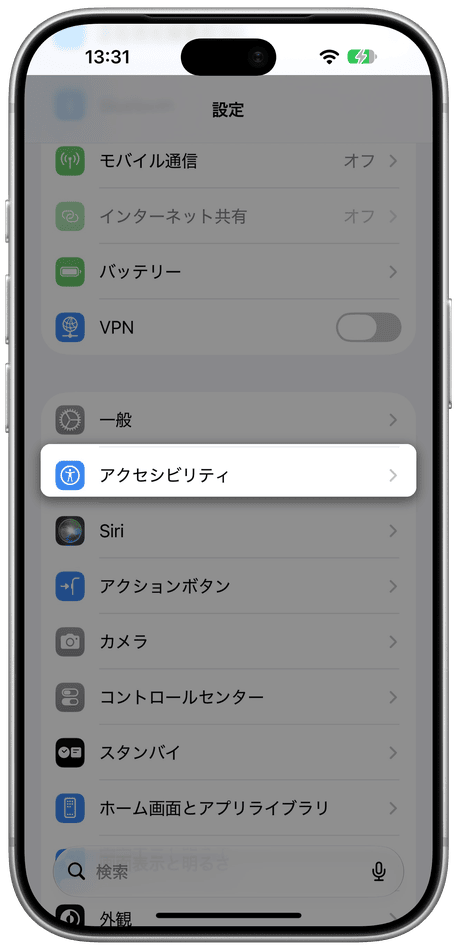 13:31
設定
モバイル通信 オフ
インターネット共有 オフ
バッテリー
VPN
一般
アクセシビリティ
Siri
アクションボタン
カメラ
コントロールセンター
スタンバイ
ホーム画面とアプリライブラリ
検索
外観